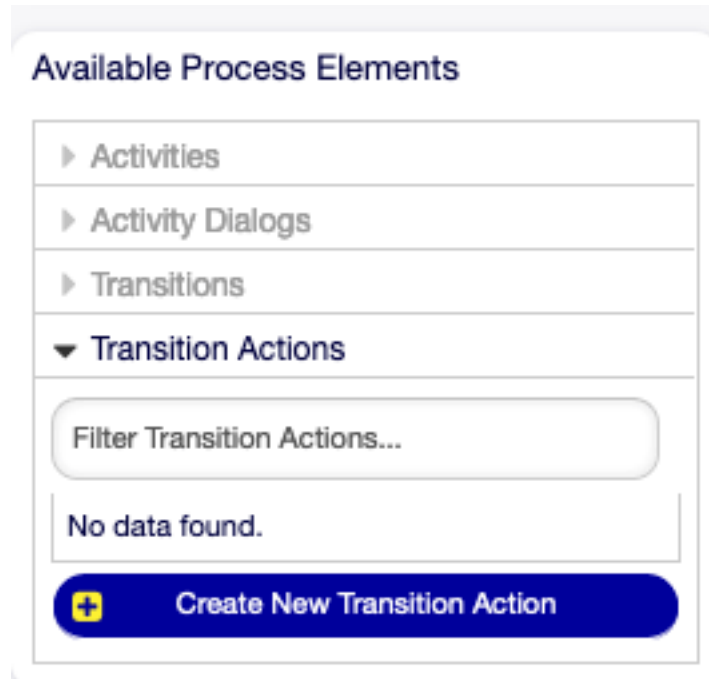 Available Process Elements
Activities
Activity Dialogs
Transitions
Transition Actions
Filter Transition Actions...
No data found.
Create New Transition Action